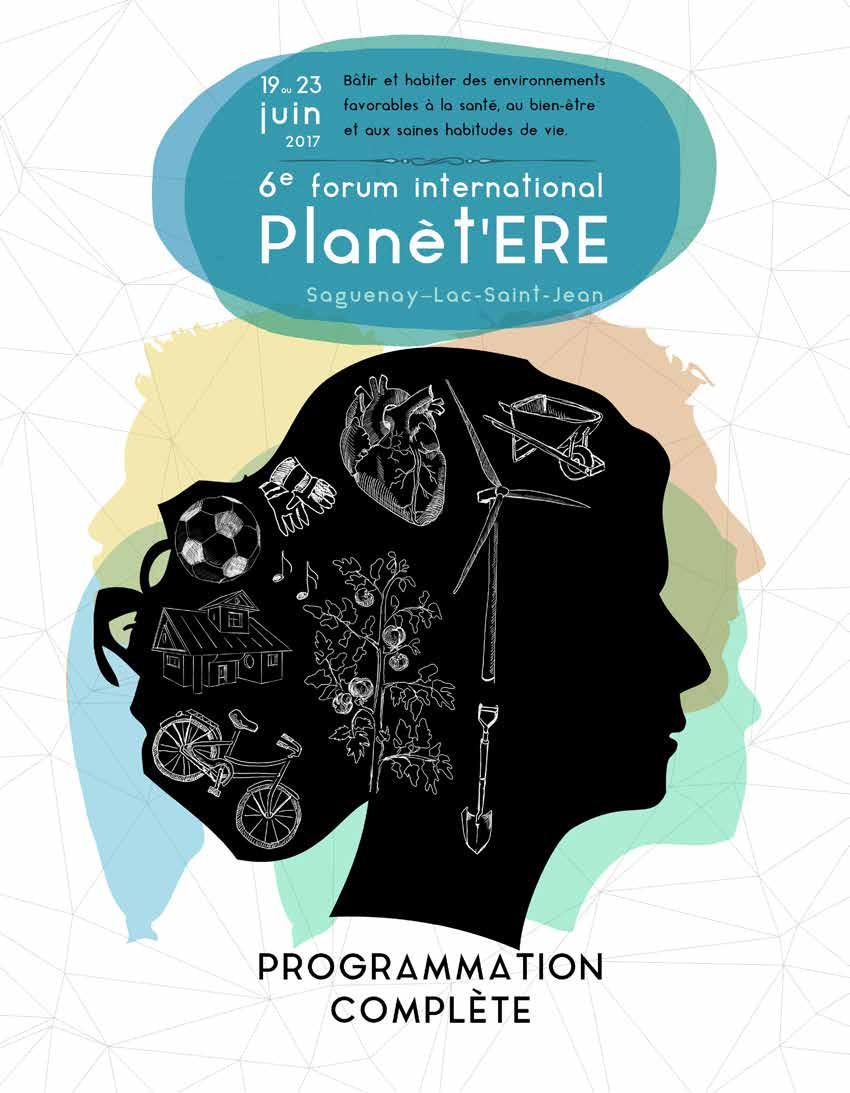 19 au 23
juin
2017
Bâtir et habiter des environnements
favorables à la santé, au bien-être
et aux saines habitudes de vie.
6e forum international
Planèt'ERE
Saguenay–Lac-Saint-Jean
PROGRAMMATION
COMPLÈTE